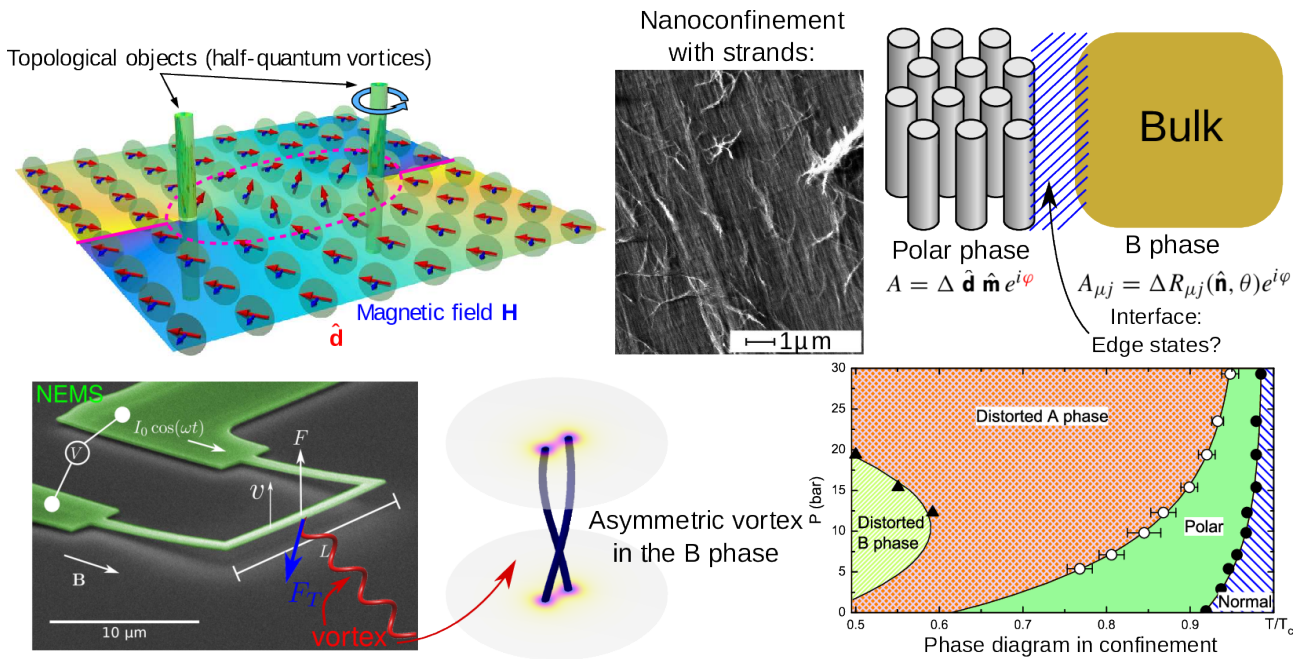 Topological objects (half-quantum vortices)
Magnetic field H
d̂
Nanoconfinement
with strands:
1μm
Bulk
Polar phase
B phase
A = Δ d̂ m̂ e^{iφ}
A_{μj} = ΔR_{μj}(n̂, θ)e^{iφ}
Interface:
Edge states?
NEMS
I₀ cos(ωt)
V
F
υ
L
B
F_T
vortex
10 μm
Asymmetric vortex
in the B phase
30
25
20
15
10
5
0
P (bar)
Distorted A phase
Distorted
B phase
Polar
Normal
0.5
0.6
0.7
0.8
0.9
T/T_c
Phase diagram in confinement